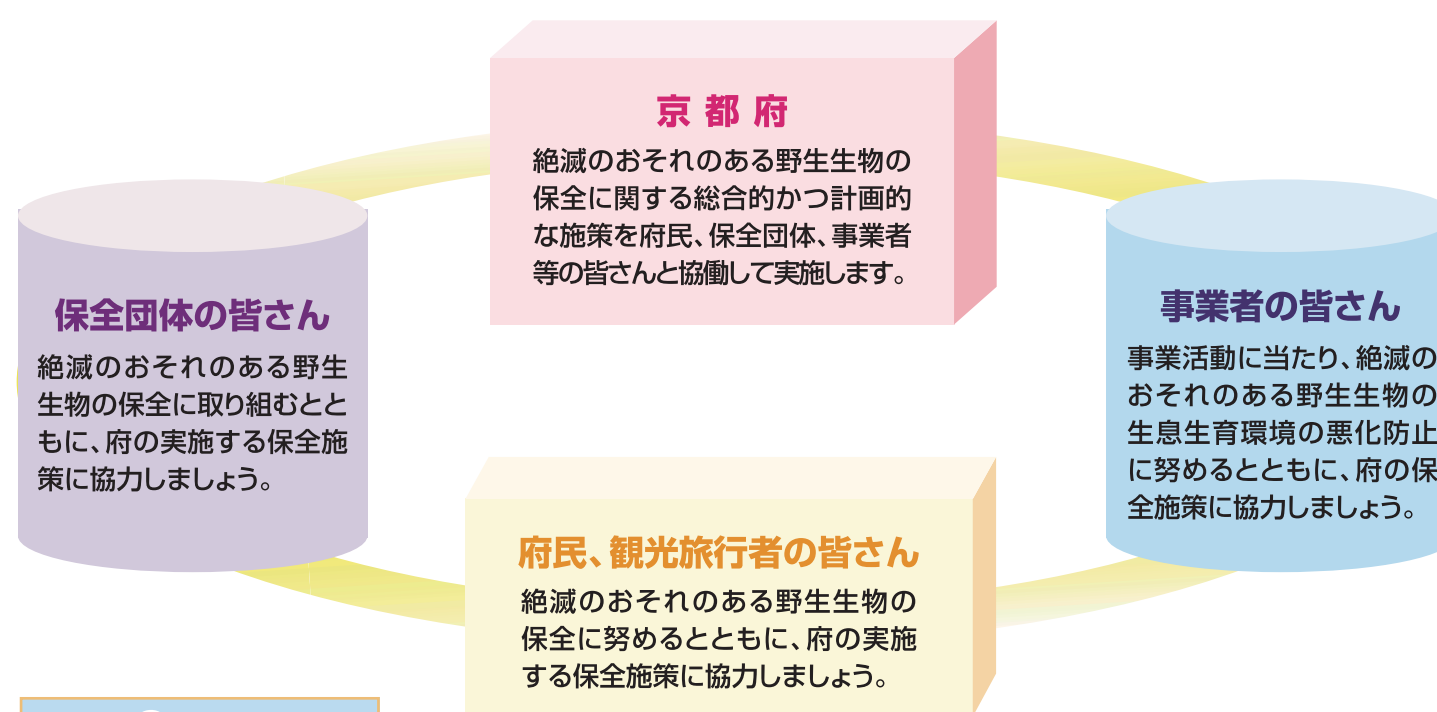 京都府
絶滅のおそれのある野生生物の
保全に関する総合的かつ計画的
な施策を府民、保全団体、事業者
等の皆さんと協働して実施します。
保全団体の皆さん
絶滅のおそれのある野生
生物の保全に取り組むとと
もに、府の実施する保全施
策に協力しましょう。
事業者の皆さん
事業活動に当たり、絶滅の
おそれのある野生生物の
生息生育環境の悪化防止
に努めるとともに、府の保
全施策に協力しましょう。
府民、観光旅行者の皆さん
絶滅のおそれのある野生生物の
保全に努めるとともに、府の実施
する保全施策に協力しましょう。